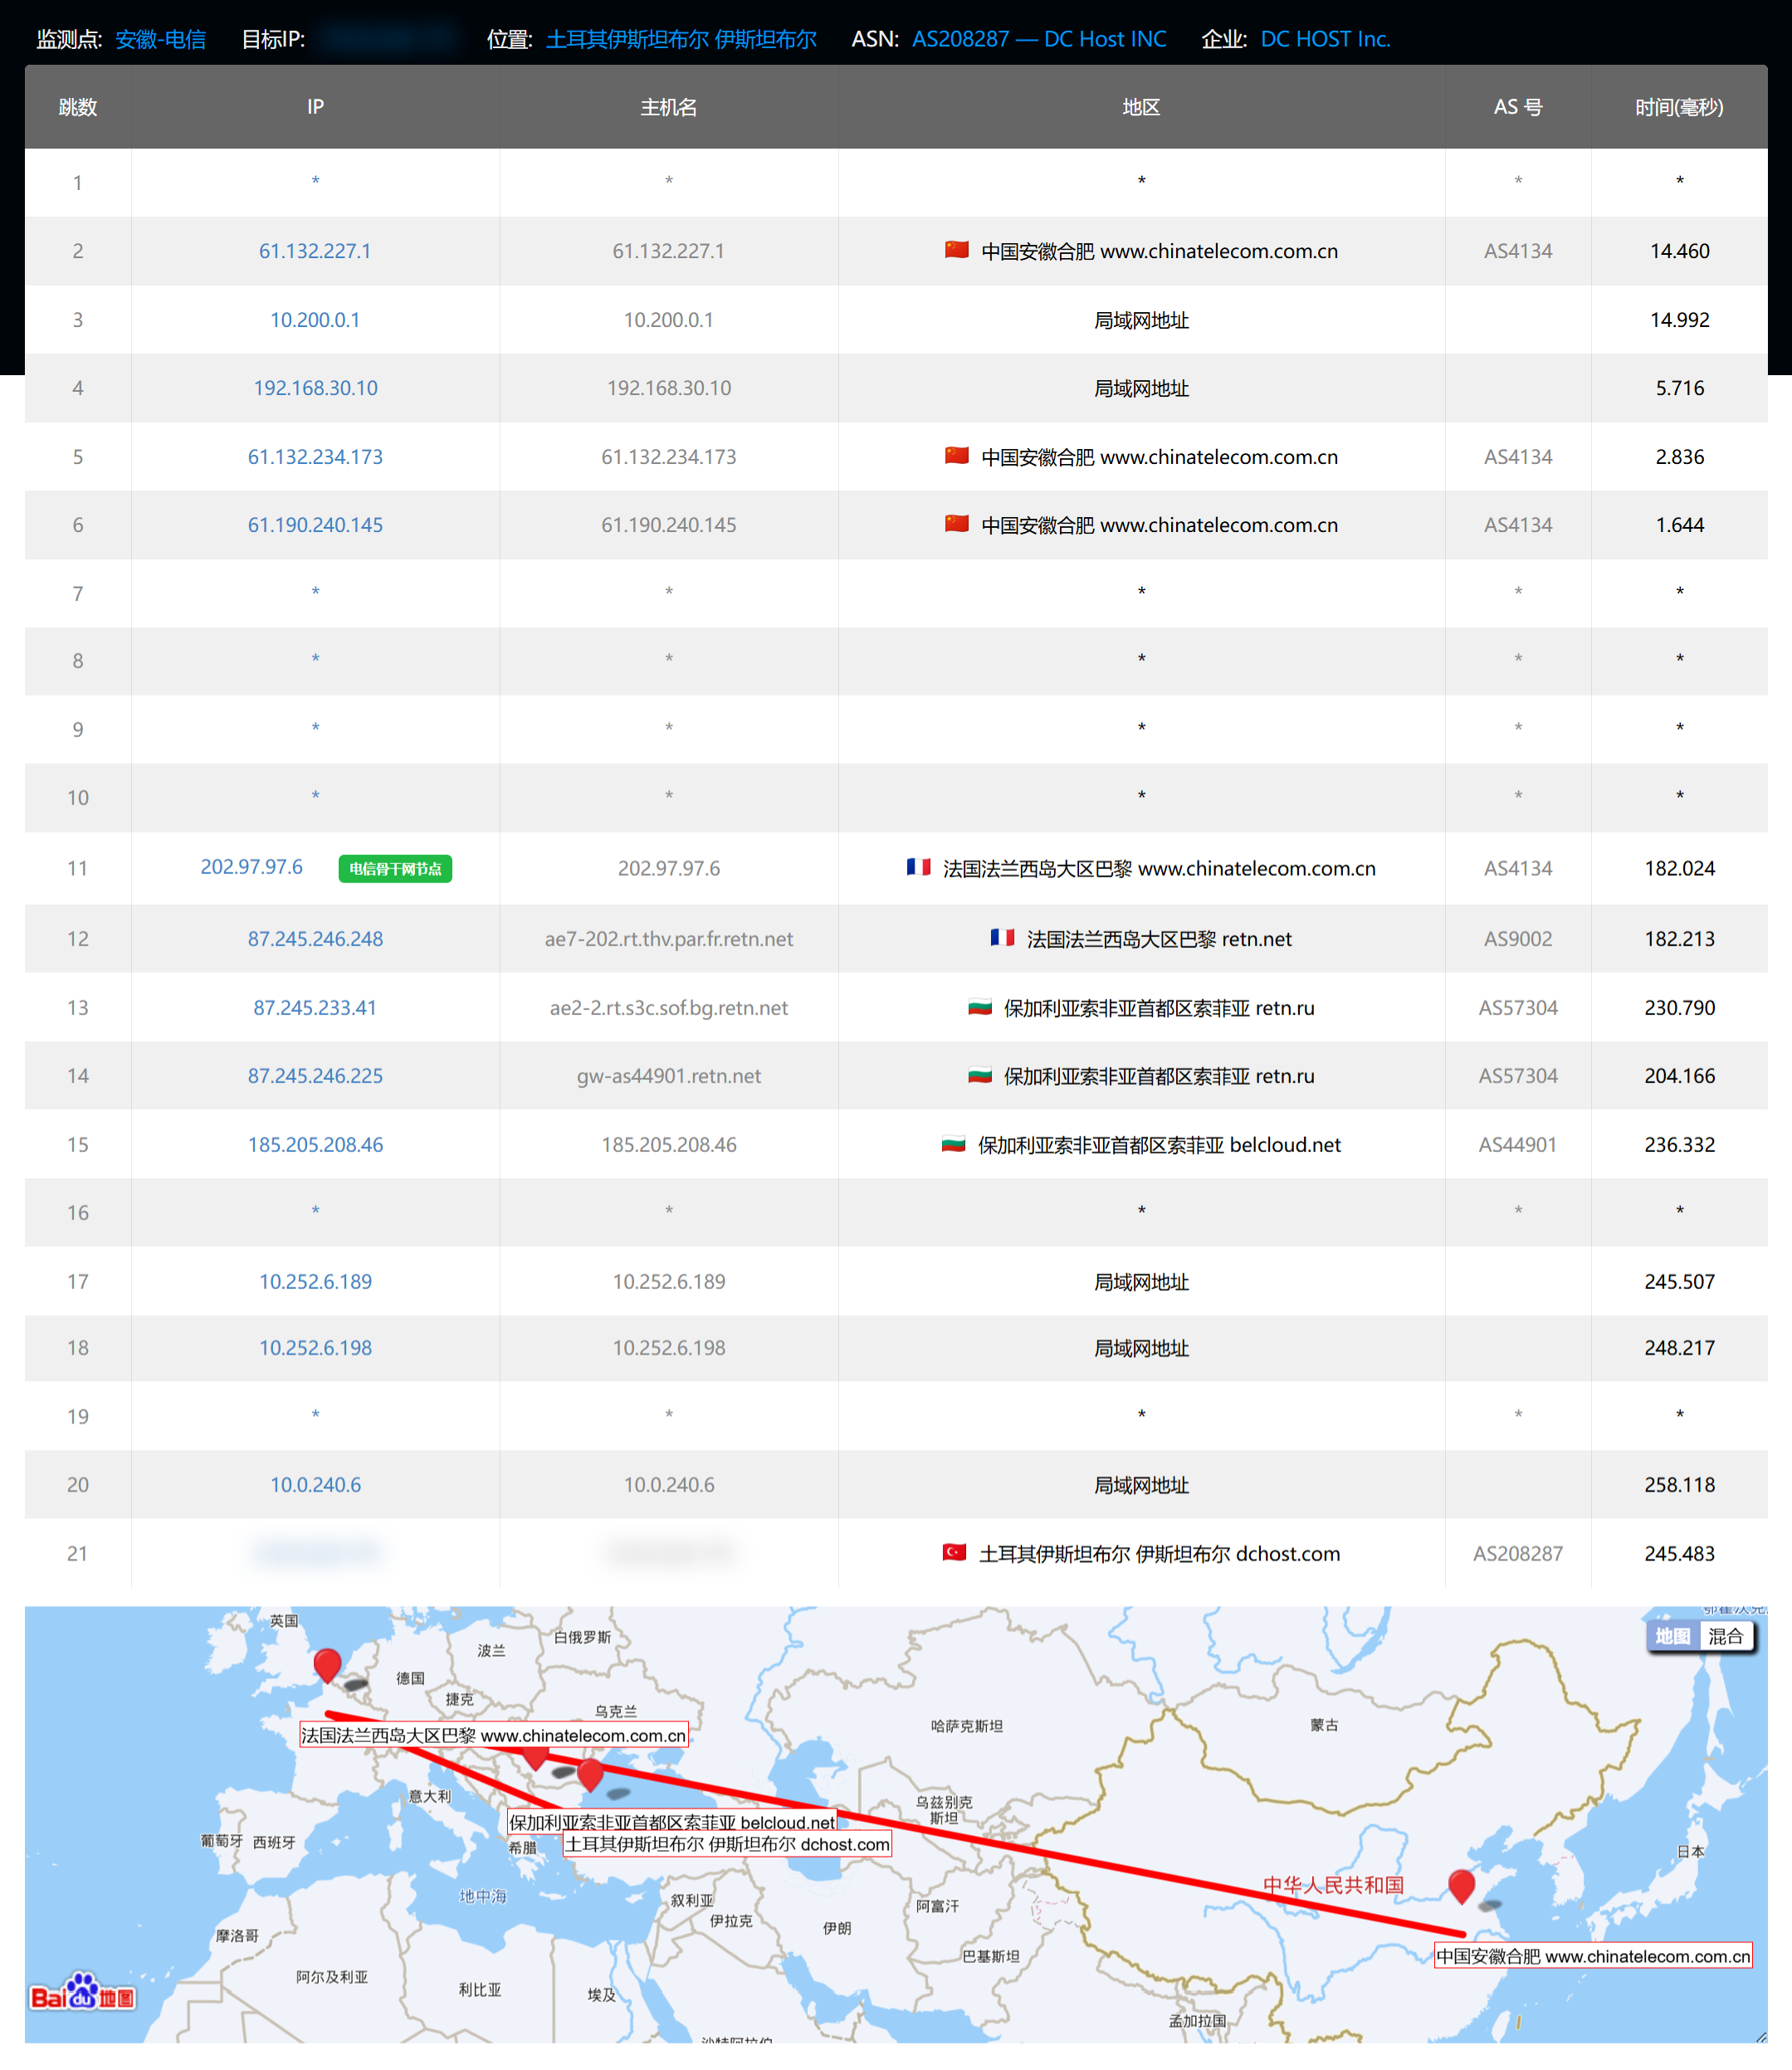 监测点: 安徽-电信 目标IP: 位置: 土耳其伊斯坦布尔 伊斯坦布尔 ASN: AS208287 — DC Host INC 企业: DC HOST Inc.
跳数 IP 主机名 地区 AS 号 时间(毫秒)
1 * * * * *
2 61.132.227.1 61.132.227.1 中国安徽合肥 www.chinatelecom.com.cn AS4134 14.460
3 10.200.0.1 10.200.0.1 局域网地址 14.992
4 192.168.30.10 192.168.30.10 局域网地址 5.716
5 61.132.234.173 61.132.234.173 中国安徽合肥 www.chinatelecom.com.cn AS4134 2.836
6 61.190.240.145 61.190.240.145 中国安徽合肥 www.chinatelecom.com.cn AS4134 1.644
7 * * * * *
8 * * * * *
9 * * * * *
10 * * * * *
11 202.97.97.6 电信骨干网节点 202.97.97.6 法国法兰西岛大区巴黎 www.chinatelecom.com.cn AS4134 182.024
12 87.245.246.248 ae7-202.rt.thv.par.fr.retn.net 法国法兰西岛大区巴黎 retn.net AS9002 182.213
13 87.245.233.41 ae2-2.rt.s3c.sof.bg.retn.net 保加利亚索非亚首都区索菲亚 retn.ru AS57304 230.790
14 87.245.246.225 gw-as44901.retn.net 保加利亚索非亚首都区索菲亚 retn.ru AS57304 204.166
15 185.205.208.46 185.205.208.46 保加利亚索非亚首都区索菲亚 belcloud.net AS44901 236.332
16 * * * * *
17 10.252.6.189 10.252.6.189 局域网地址 245.507
18 10.252.6.198 10.252.6.198 局域网地址 248.217
19 * * * * *
20 10.0.240.6 10.0.240.6 局域网地址 258.118
21 土耳其伊斯坦布尔 伊斯坦布尔 dchost.com AS208287 245.483
英国
地图 混合
白俄罗斯
波兰
德国
捷克
乌克兰
哈萨克斯坦
蒙古
法国法兰西岛大区巴黎 www.chinatelecom.com.cn
意大利
乌兹别克
斯坦
保加利亚索非亚首都区索菲亚 belcloud.net
葡萄牙 西班牙
希腊
土耳其伊斯坦布尔 伊斯坦布尔 dchost.com
日本
中华人民共和国
地中海
叙利亚
阿富汗
伊拉克
伊朗
摩洛哥
巴基斯坦
中国安徽合肥 www.chinatelecom.com.cn
阿尔及利亚
利比亚
埃及
Baidu地图
孟加拉国
沙特阿拉伯